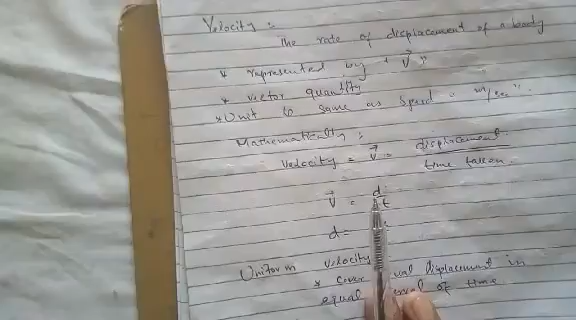 Velocity :
The rate of displacement of a body
* represented by " V⃗ "
* vector quantity
* Unit is same as speed " m/sec "
Mathematically :
velocity = V⃗ = displacement / time taken
V⃗ = d / t
d =
Uniform velocity
* cover displacement in
equal of time